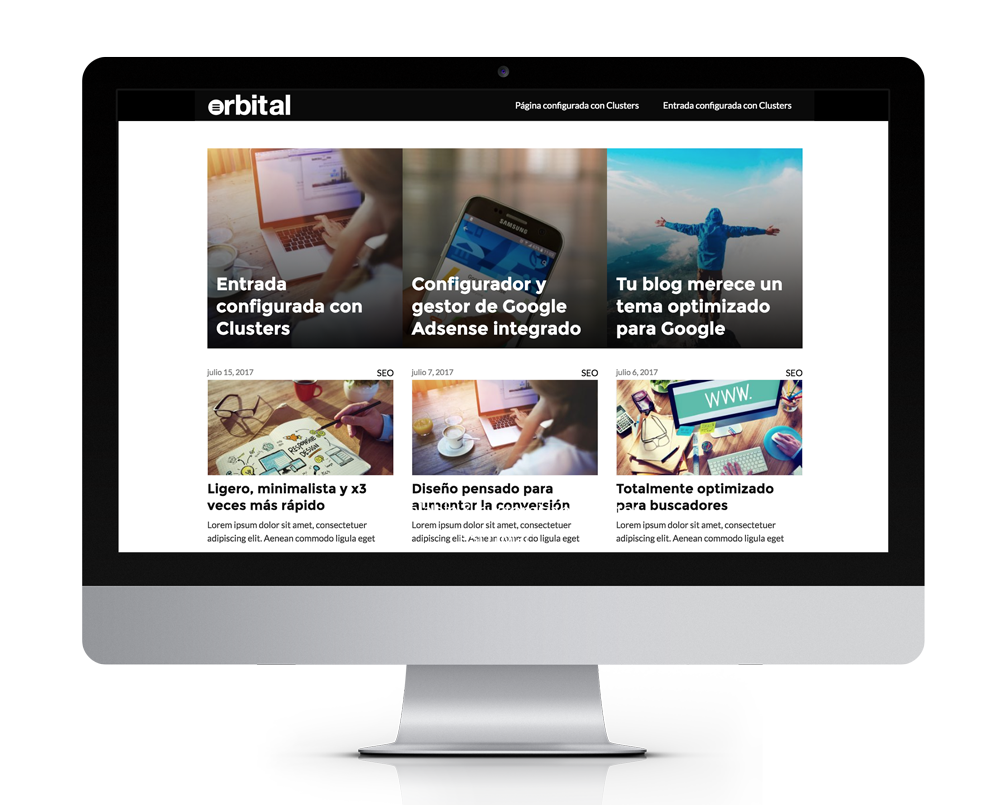 orbital
Página configurada con Clusters
Entrada configurada con Clusters
Entrada
configurada con
Clusters
SAMSUNG
Configurador y
gestor de Google
Adsense integrado
Tu blog merece un
tema optimizado
para Google
julio 15, 2017
SEO
RESPONSIVE
DESIGN
Ligero, minimalista y x3
veces más rápido
Lorem ipsum dolor sit amet, consectetuer
adipiscing elit. Aenean commodo ligula eget
julio 7, 2017
SEO
Diseño pensado para
aumentar la conversión
Lorem ipsum dolor sit amet, consectetuer
adipiscing elit. Aenean commodo ligula eget
julio 6, 2017
SEO
WWW.
Totalmente optimizado
para buscadores
Lorem ipsum dolor sit amet, consectetuer
adipiscing elit. Aenean commodo ligula eget